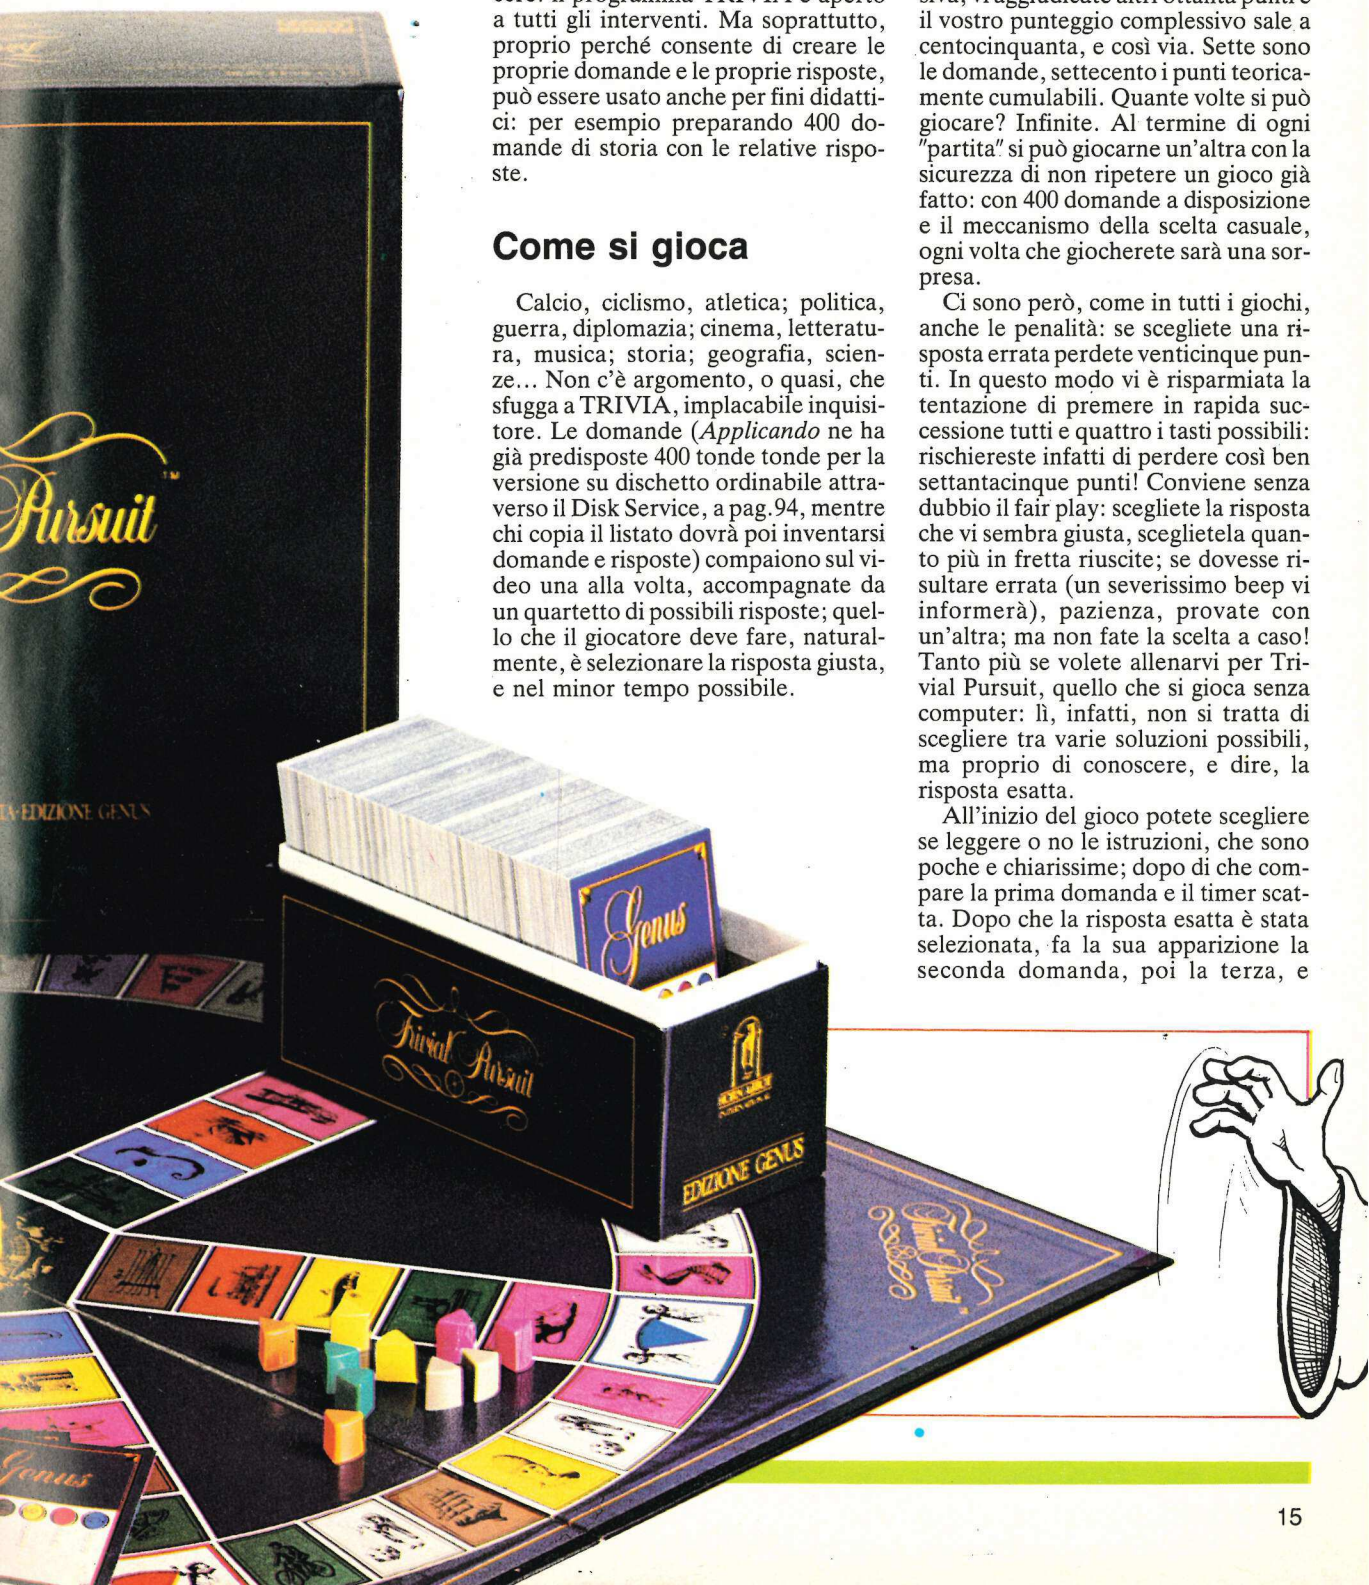 a tutti gli interventi. Ma soprattutto,
proprio perché consente di creare le
proprie domande e le proprie risposte,
può essere usato anche per fini didatti-
ci: per esempio preparando 400 do-
mande di storia con le relative rispo-
ste.
Come si gioca
Calcio, ciclismo, atletica; politica,
guerra, diplomazia; cinema, letteratu-
ra, musica; storia; geografia, scien-
ze... Non c'è argomento, o quasi, che
sfugga a TRIVIA, implacabile inquisi-
tore. Le domande (Applicando ne ha
già predisposte 400 tonde tonde per la
versione su dischetto ordinabile attra-
verso il Disk Service, a pag.94, mentre
chi copia il listato dovrà poi inventarsi
domande e risposte) compaiono sul vi-
deo una alla volta, accompagnate da
un quartetto di possibili risposte; quel-
lo che il giocatore deve fare, natural-
mente, è selezionare la risposta giusta,
e nel minor tempo possibile.
il vostro punteggio complessivo sale a
centocinquanta, e così via. Sette sono
le domande, settecento i punti teorica-
mente cumulabili. Quante volte si può
giocare? Infinite. Al termine di ogni
"partita" si può giocarne un'altra con la
sicurezza di non ripetere un gioco già
fatto: con 400 domande a disposizione
e il meccanismo della scelta casuale,
ogni volta che giocherete sarà una sor-
presa.
Ci sono però, come in tutti i giochi,
anche le penalità: se scegliete una ri-
sposta errata perdete venticinque pun-
ti. In questo modo vi è risparmiata la
tentazione di premere in rapida suc-
cessione tutti e quattro i tasti possibili:
rischiereste infatti di perdere così ben
settantacinque punti! Conviene senza
dubbio il fair play: scegliete la risposta
che vi sembra giusta, sceglietela quan-
to più in fretta riuscite; se dovesse ri-
sultare errata (un severissimo beep vi
informerà), pazienza, provate con
un'altra; ma non fate la scelta a caso!
Tanto più se volete allenarvi per Tri-
vial Pursuit, quello che si gioca senza
computer: lì, infatti, non si tratta di
scegliere tra varie soluzioni possibili,
ma proprio di conoscere, e dire, la
risposta esatta.
All'inizio del gioco potete scegliere
se leggere o no le istruzioni, che sono
poche e chiarissime; dopo di che com-
pare la prima domanda e il timer scat-
ta. Dopo che la risposta esatta è stata
selezionata, fa la sua apparizione la
seconda domanda, poi la terza, e
Pursuit
TM
EDIZIONE GENUS
Genus
Trivial Pursuit
HORN ABBOT
INTERNATIONAL
EDIZIONE GENUS
Trivial Pursuit
Genus
15